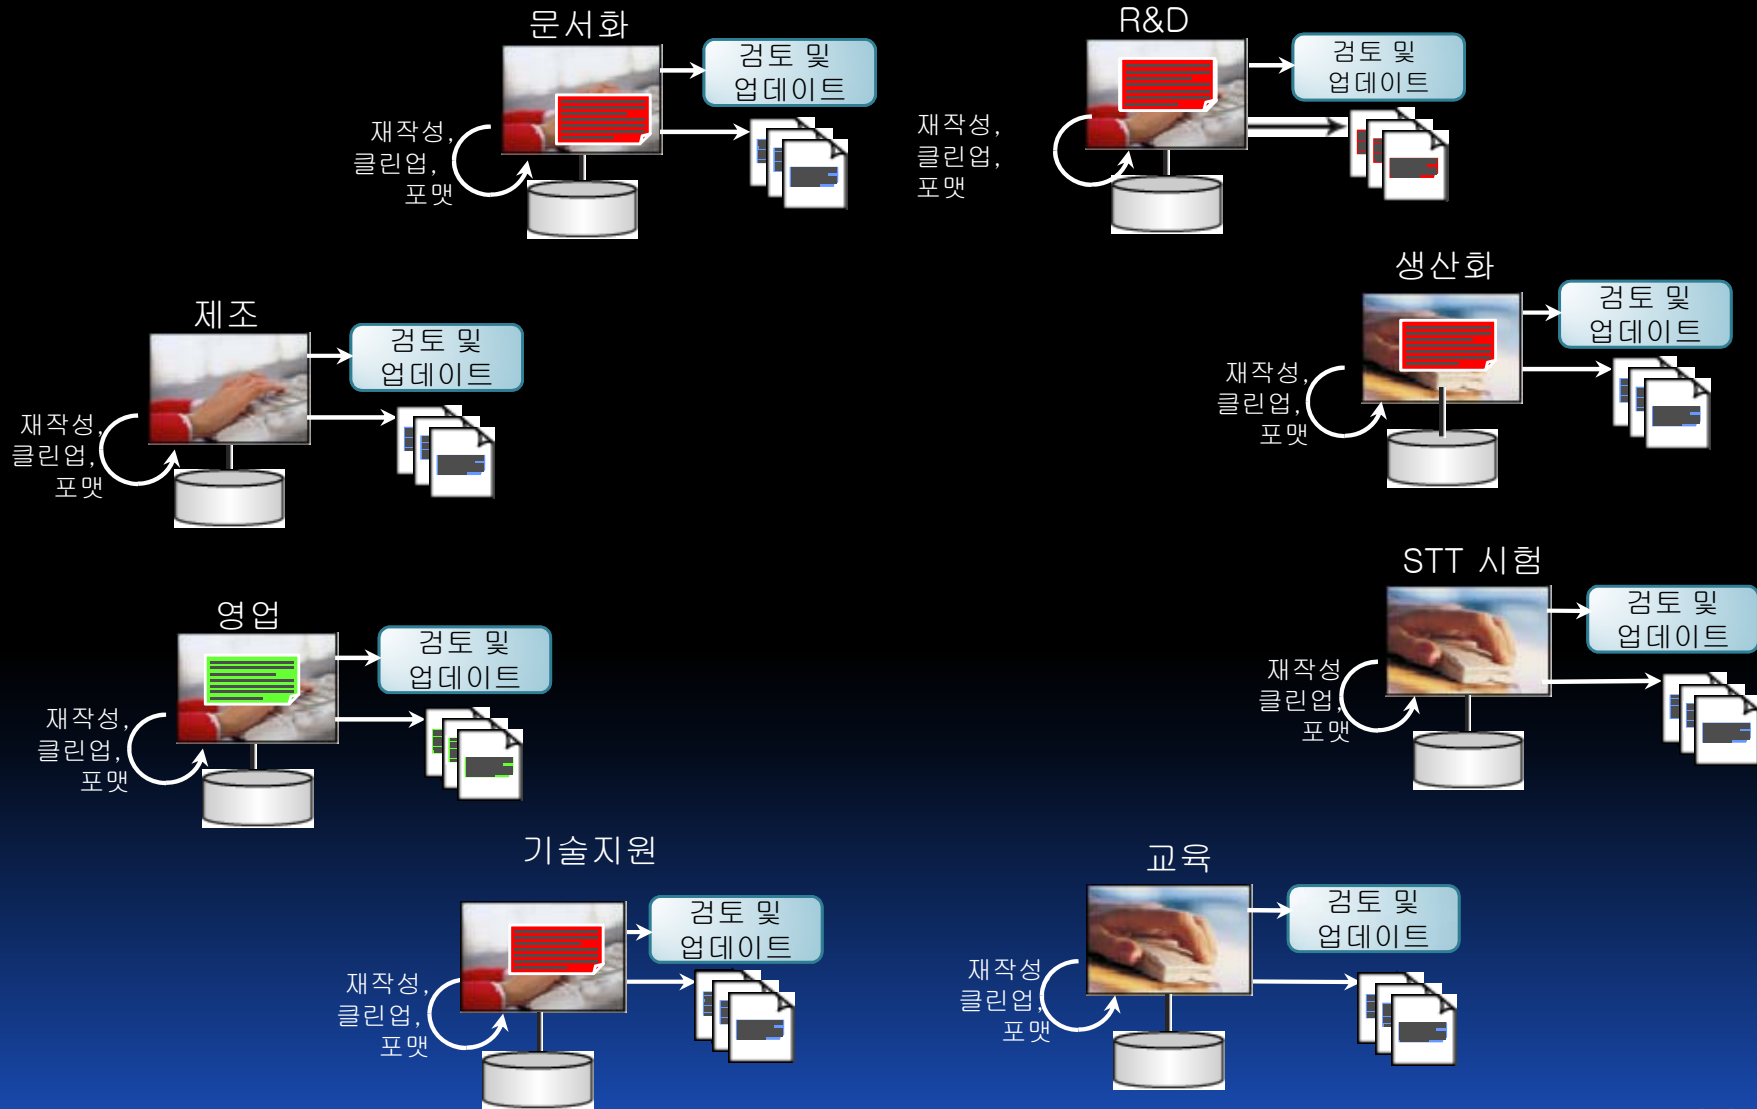 문서화
검토 및
업데이트
재작성,
클린업,
포맷
R&D
검토 및
업데이트
재작성,
클린업,
포맷
제조
검토 및
업데이트
재작성,
클린업,
포맷
생산화
검토 및
업데이트
재작성,
클린업,
포맷
영업
검토 및
업데이트
재작성,
클린업,
포맷
STT 시험
검토 및
업데이트
재작성
클린업,
포맷
기술지원
검토 및
업데이트
재작성,
클린업,
포맷
교육
검토 및
업데이트
재작성
클린업,
포맷